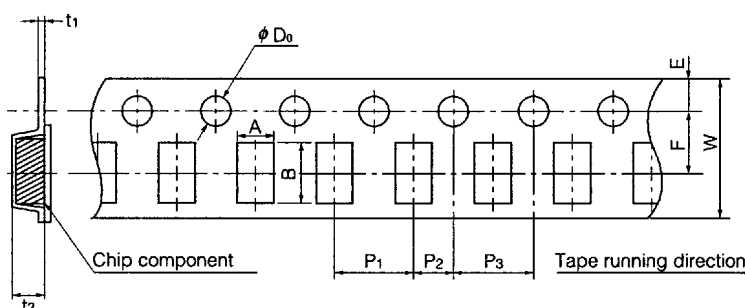 t1
ϕ D0
A
B
E
F
W
Chip component
P1
P2
P3
Tape running direction
t2